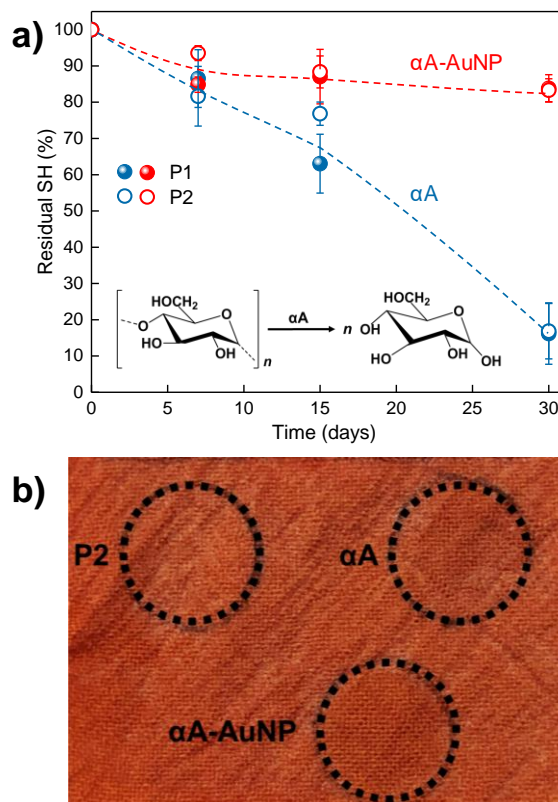 a)
Residual SH (%)
100
90
80
70
60
50
40
30
20
10
0
αA-AuNP
αA
P1
P2
HOCH₂
O
O
HO
OH
n
αA
n
HOCH₂
O
OH
HO
OH
OH
0
5
10
15
20
25
30
Time (days)
b)
P2
αA
αA-AuNP